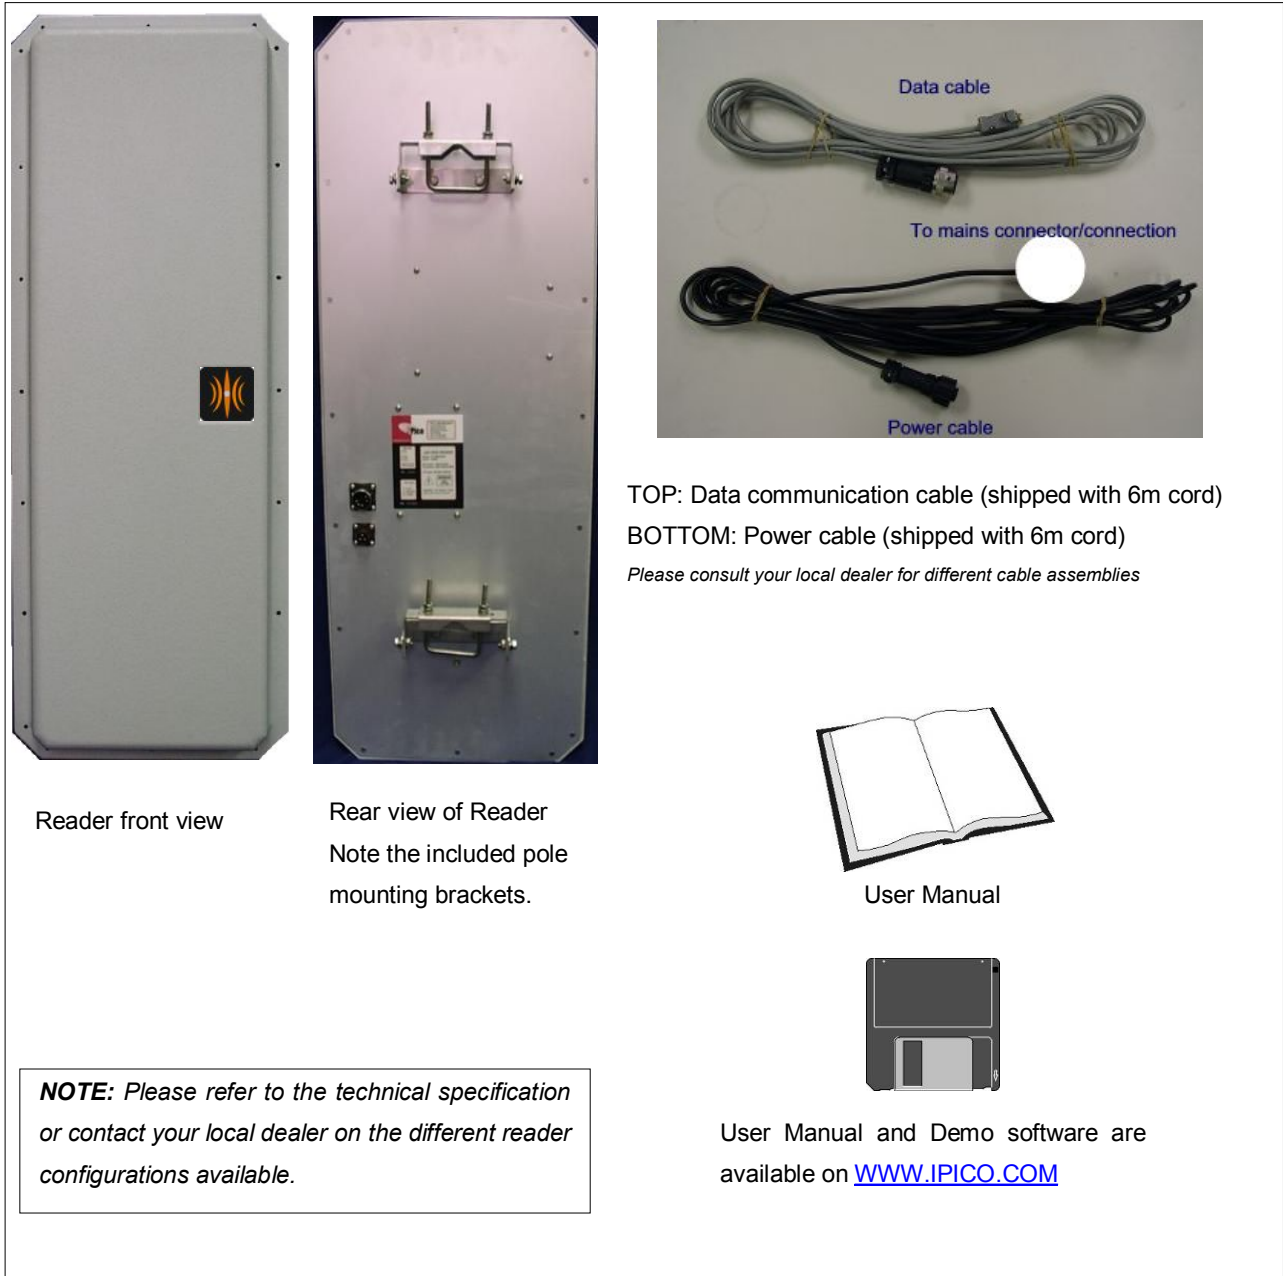 Data cable
To mains connector/connection
Power cable
Pico
TOP: Data communication cable (shipped with 6m cord)
BOTTOM: Power cable (shipped with 6m cord)
Please consult your local dealer for different cable assemblies
Reader front view
Rear view of Reader
Note the included pole
mounting brackets.
User Manual
NOTE: Please refer to the technical specification
or contact your local dealer on the different reader
configurations available.
User Manual and Demo software are
available on WWW.IPICO.COM